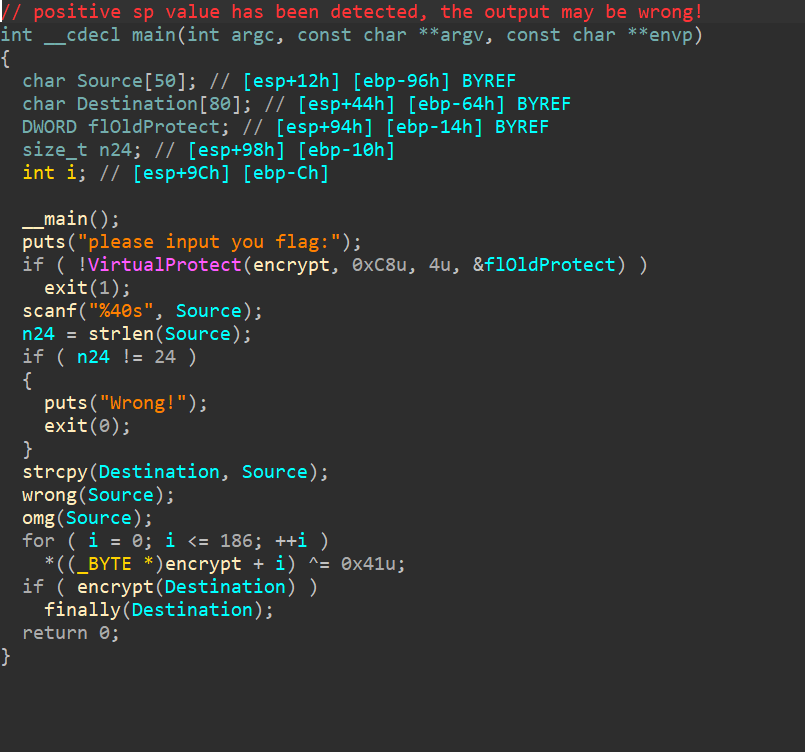 // positive sp value has been detected, the output may be wrong!
int __cdecl main(int argc, const char **argv, const char **envp)
{
  char Source[50]; // [esp+12h] [ebp-96h] BYREF
  char Destination[80]; // [esp+44h] [ebp-64h] BYREF
  DWORD flOldProtect; // [esp+94h] [ebp-14h] BYREF
  size_t n24; // [esp+98h] [ebp-10h]
  int i; // [esp+9Ch] [ebp-Ch]

  __main();
  puts("please input you flag:");
  if ( !VirtualProtect(encrypt, 0xC8u, 4u, &flOldProtect) )
    exit(1);
  scanf("%40s", Source);
  n24 = strlen(Source);
  if ( n24 != 24 )
  {
    puts("Wrong!");
    exit(0);
  }
  strcpy(Destination, Source);
  wrong(Source);
  omg(Source);
  for ( i = 0; i <= 186; ++i )
    *((_BYTE *)encrypt + i) ^= 0x41u;
  if ( encrypt(Destination) )
    finally(Destination);
  return 0;
}